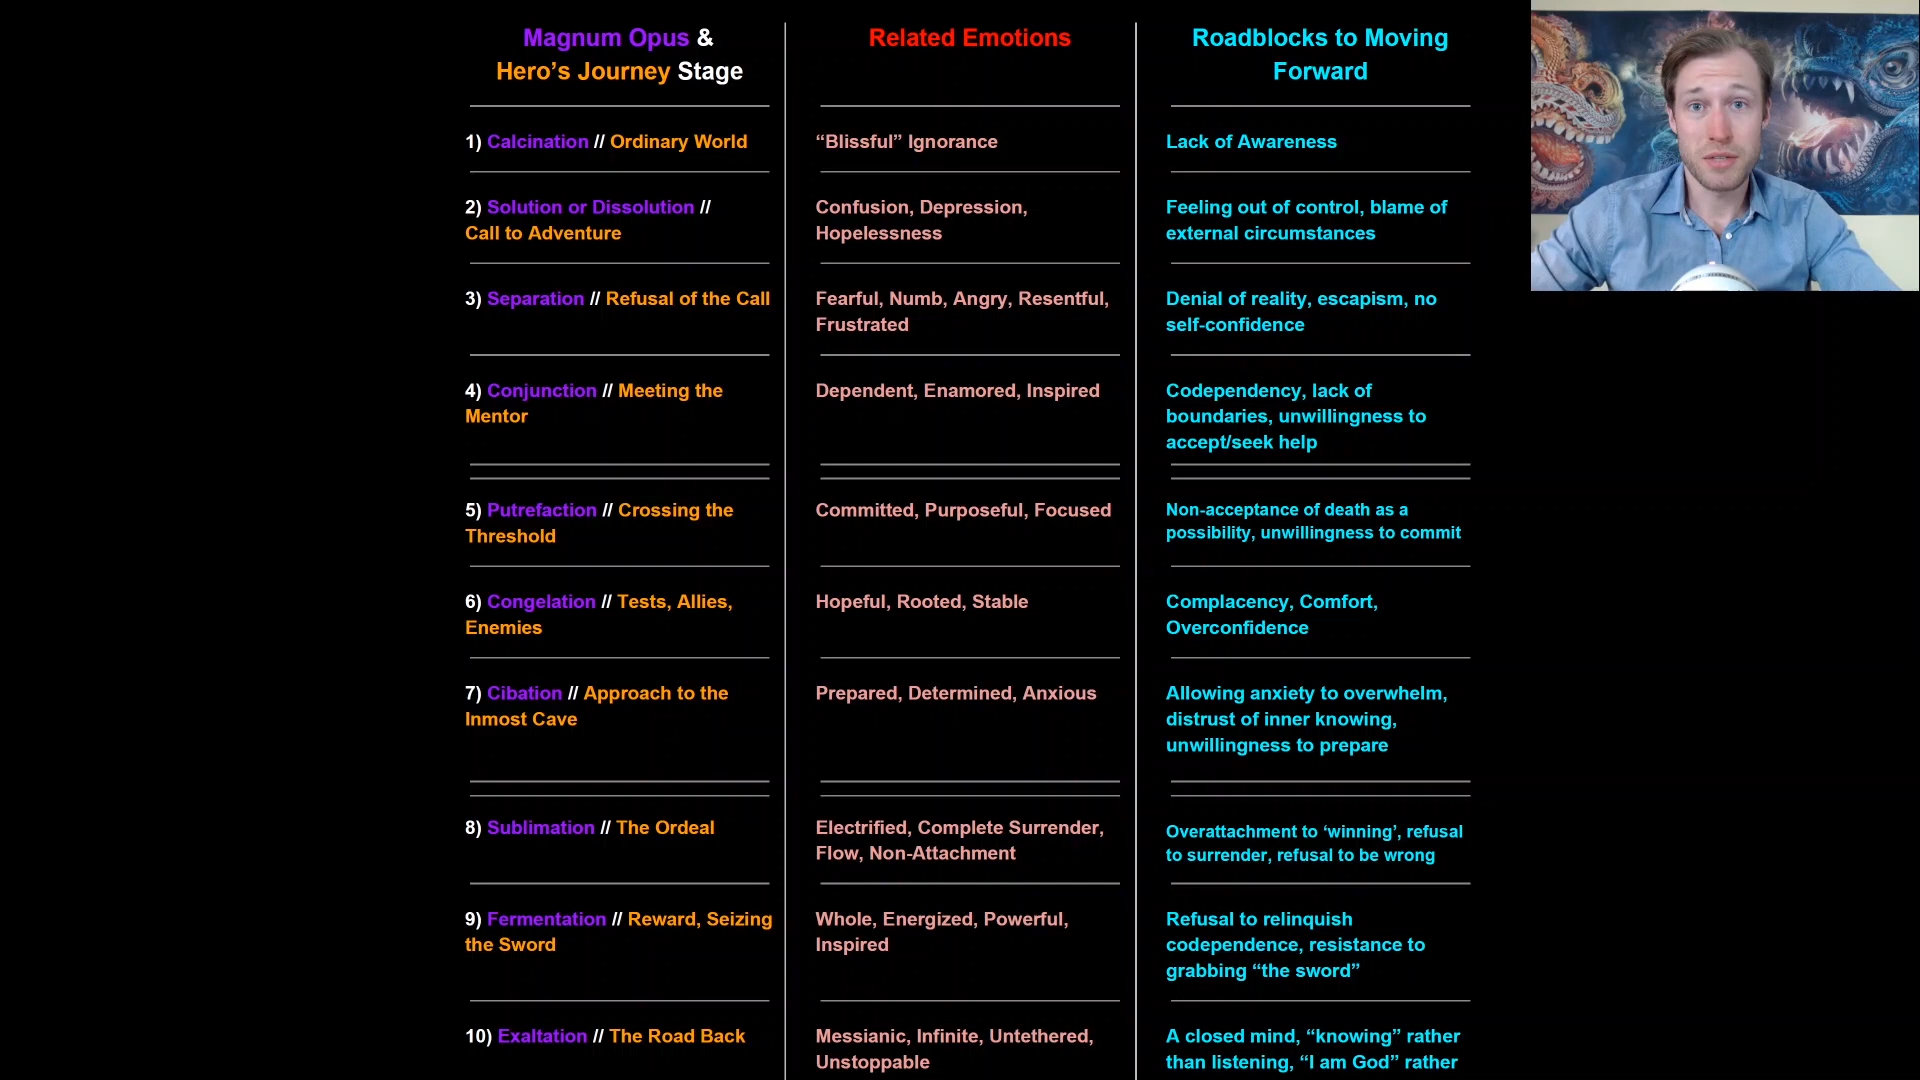 Magnum Opus &
Hero’s Journey Stage
Related Emotions
Roadblocks to Moving
Forward
1) Calcination // Ordinary World
“Blissful” Ignorance
Lack of Awareness
2) Solution or Dissolution //
Call to Adventure
Confusion, Depression,
Hopelessness
Feeling out of control, blame of
external circumstances
3) Separation // Refusal of the Call
Fearful, Numb, Angry, Resentful,
Frustrated
Denial of reality, escapism, no
self-confidence
4) Conjunction // Meeting the
Mentor
Dependent, Enamored, Inspired
Codependency, lack of
boundaries, unwillingness to
accept/seek help
5) Putrefaction // Crossing the
Threshold
Committed, Purposeful, Focused
Non-acceptance of death as a
possibility, unwillingness to commit
6) Congelation // Tests, Allies,
Enemies
Hopeful, Rooted, Stable
Complacency, Comfort,
Overconfidence
7) Cibation // Approach to the
Inmost Cave
Prepared, Determined, Anxious
Allowing anxiety to overwhelm,
distrust of inner knowing,
unwillingness to prepare
8) Sublimation // The Ordeal
Electrified, Complete Surrender,
Flow, Non-Attachment
Overattachment to ‘winning’, refusal
to surrender, refusal to be wrong
9) Fermentation // Reward, Seizing
the Sword
Whole, Energized, Powerful,
Inspired
Refusal to relinquish
codependence, resistance to
grabbing “the sword”
10) Exaltation // The Road Back
Messianic, Infinite, Untethered,
Unstoppable
A closed mind, “knowing” rather
than listening, “I am God” rather